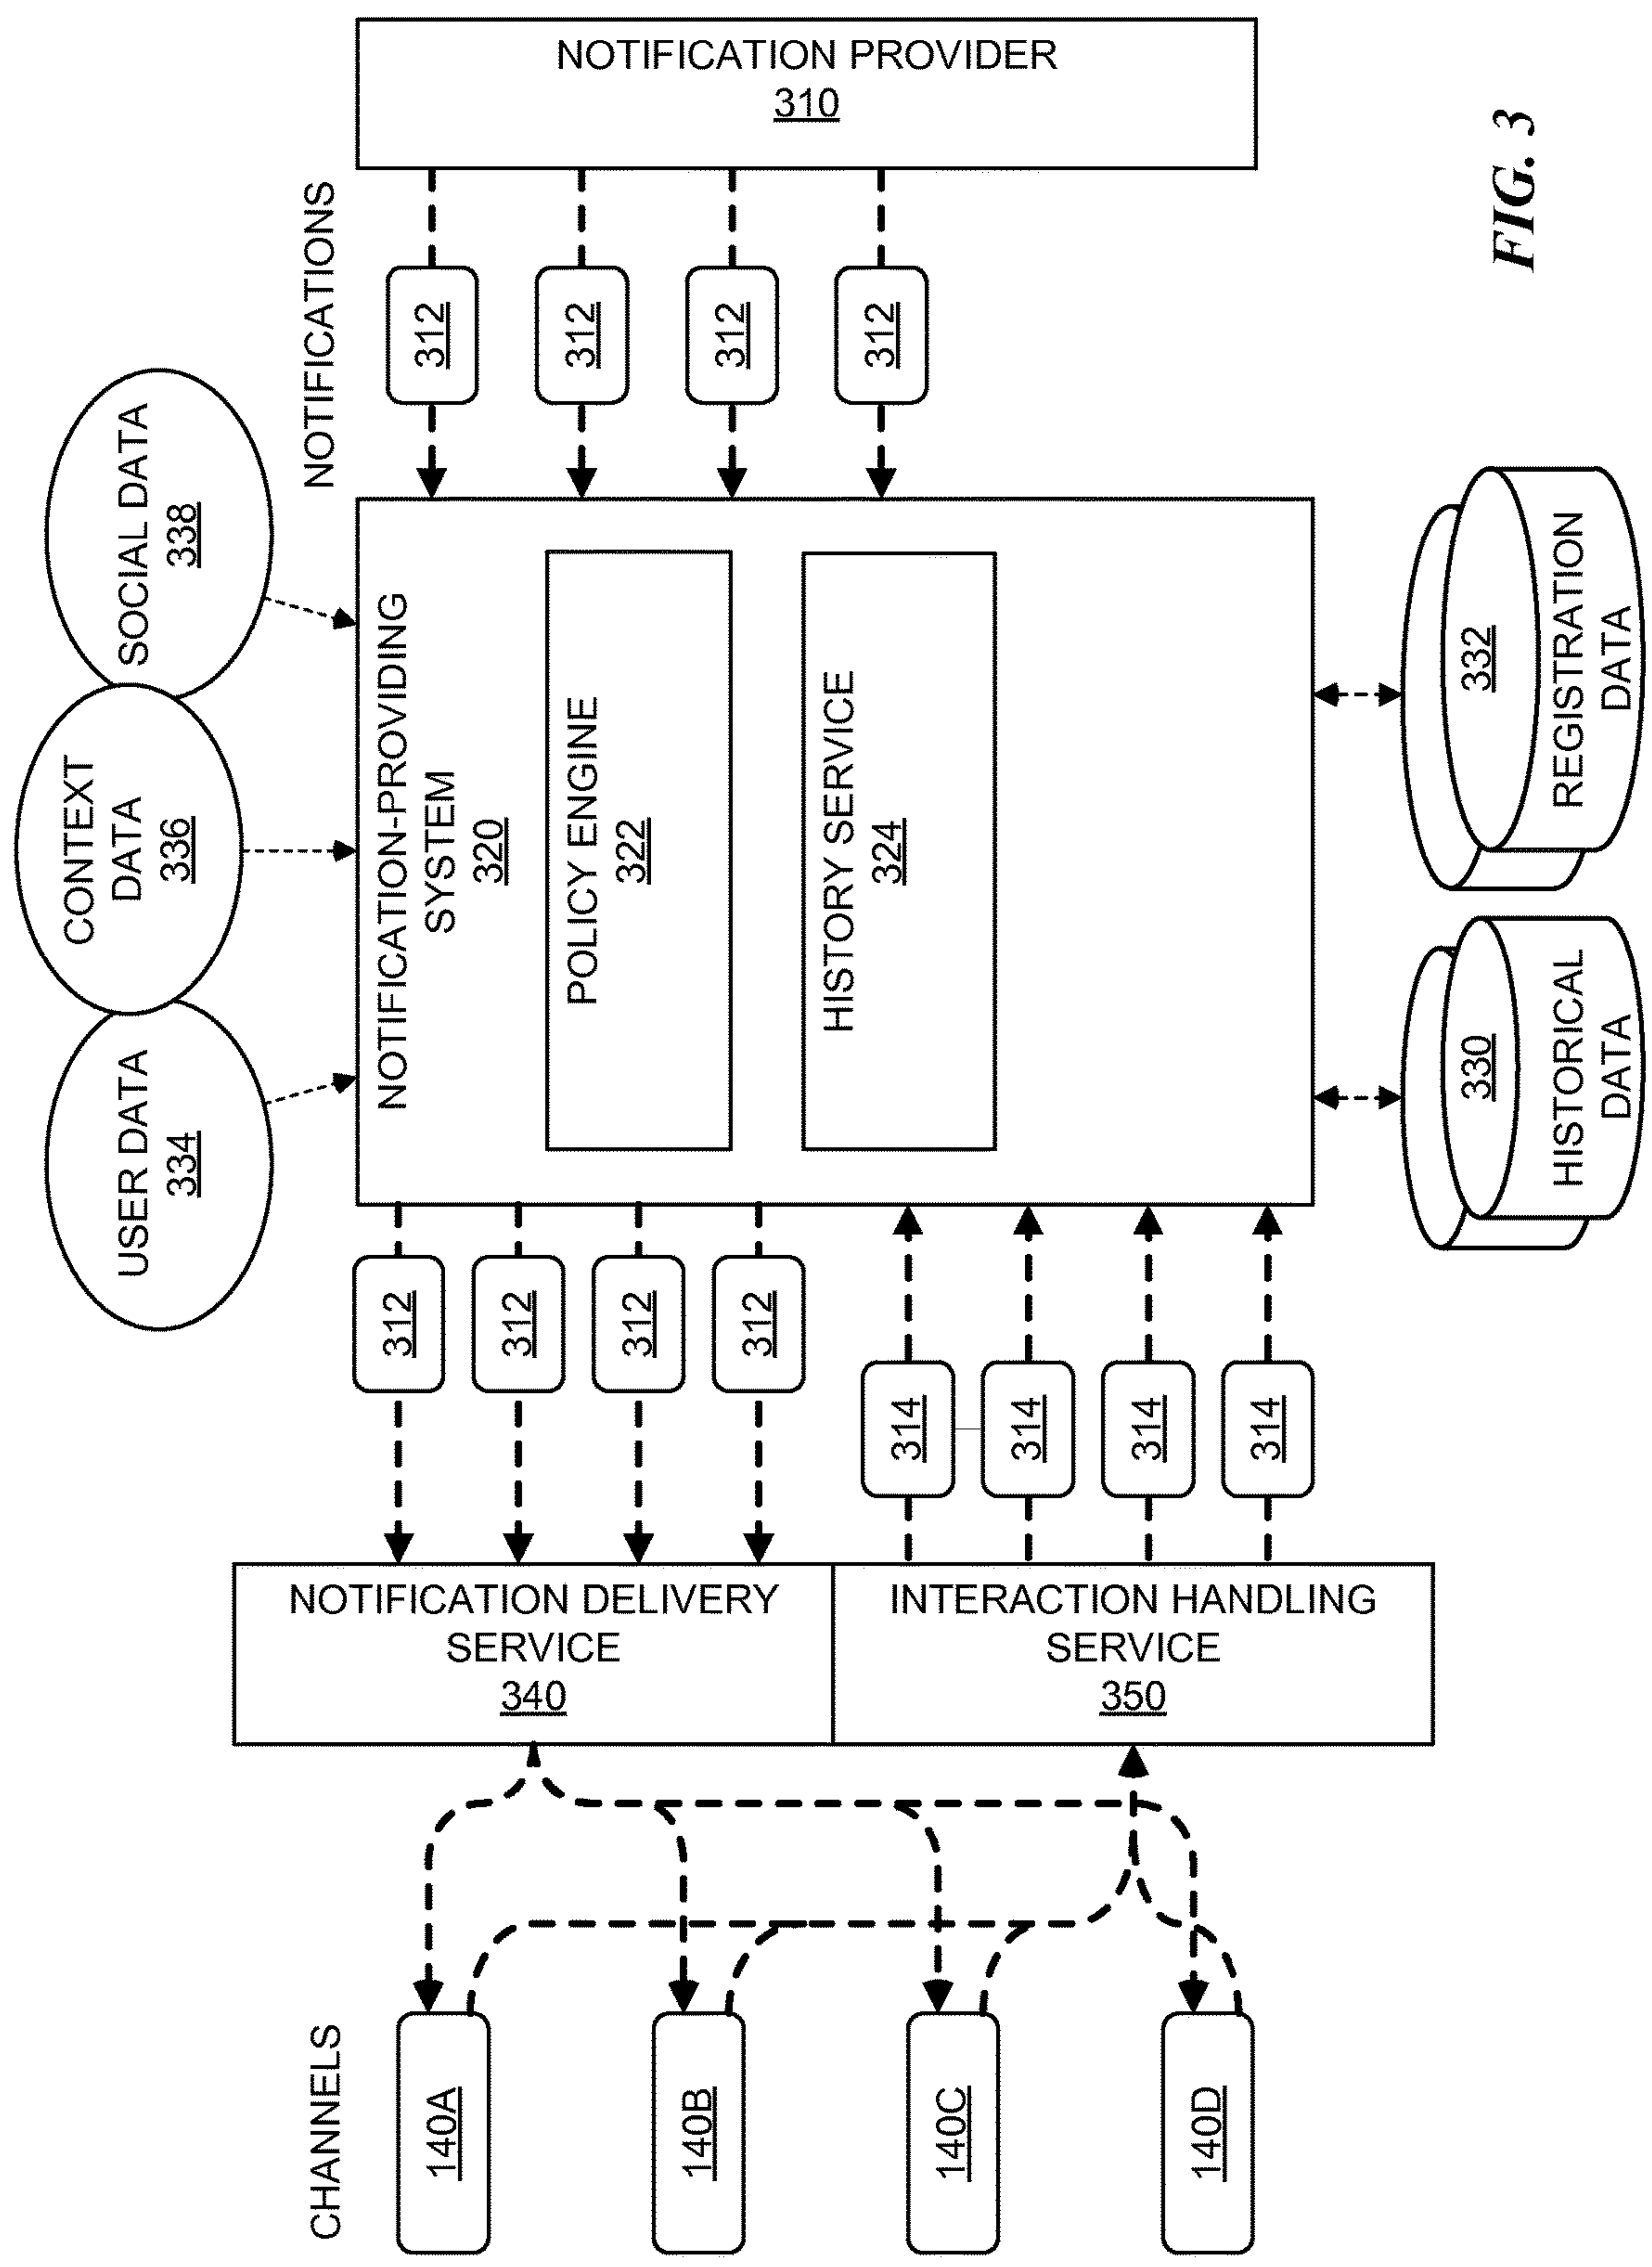 NOTIFICATION PROVIDER
310
NOTIFICATIONS
312
312
312
312
SOCIAL DATA
338
CONTEXT
DATA
336
USER DATA
334
NOTIFICATION-PROVIDING
SYSTEM
320
POLICY ENGINE
322
HISTORY SERVICE
324
332
REGISTRATION
DATA
330
HISTORICAL
DATA
312
312
312
312
314
314
314
314
NOTIFICATION DELIVERY
SERVICE
340
INTERACTION HANDLING
SERVICE
350
CHANNELS
140A
140B
140C
140D
FIG. 3